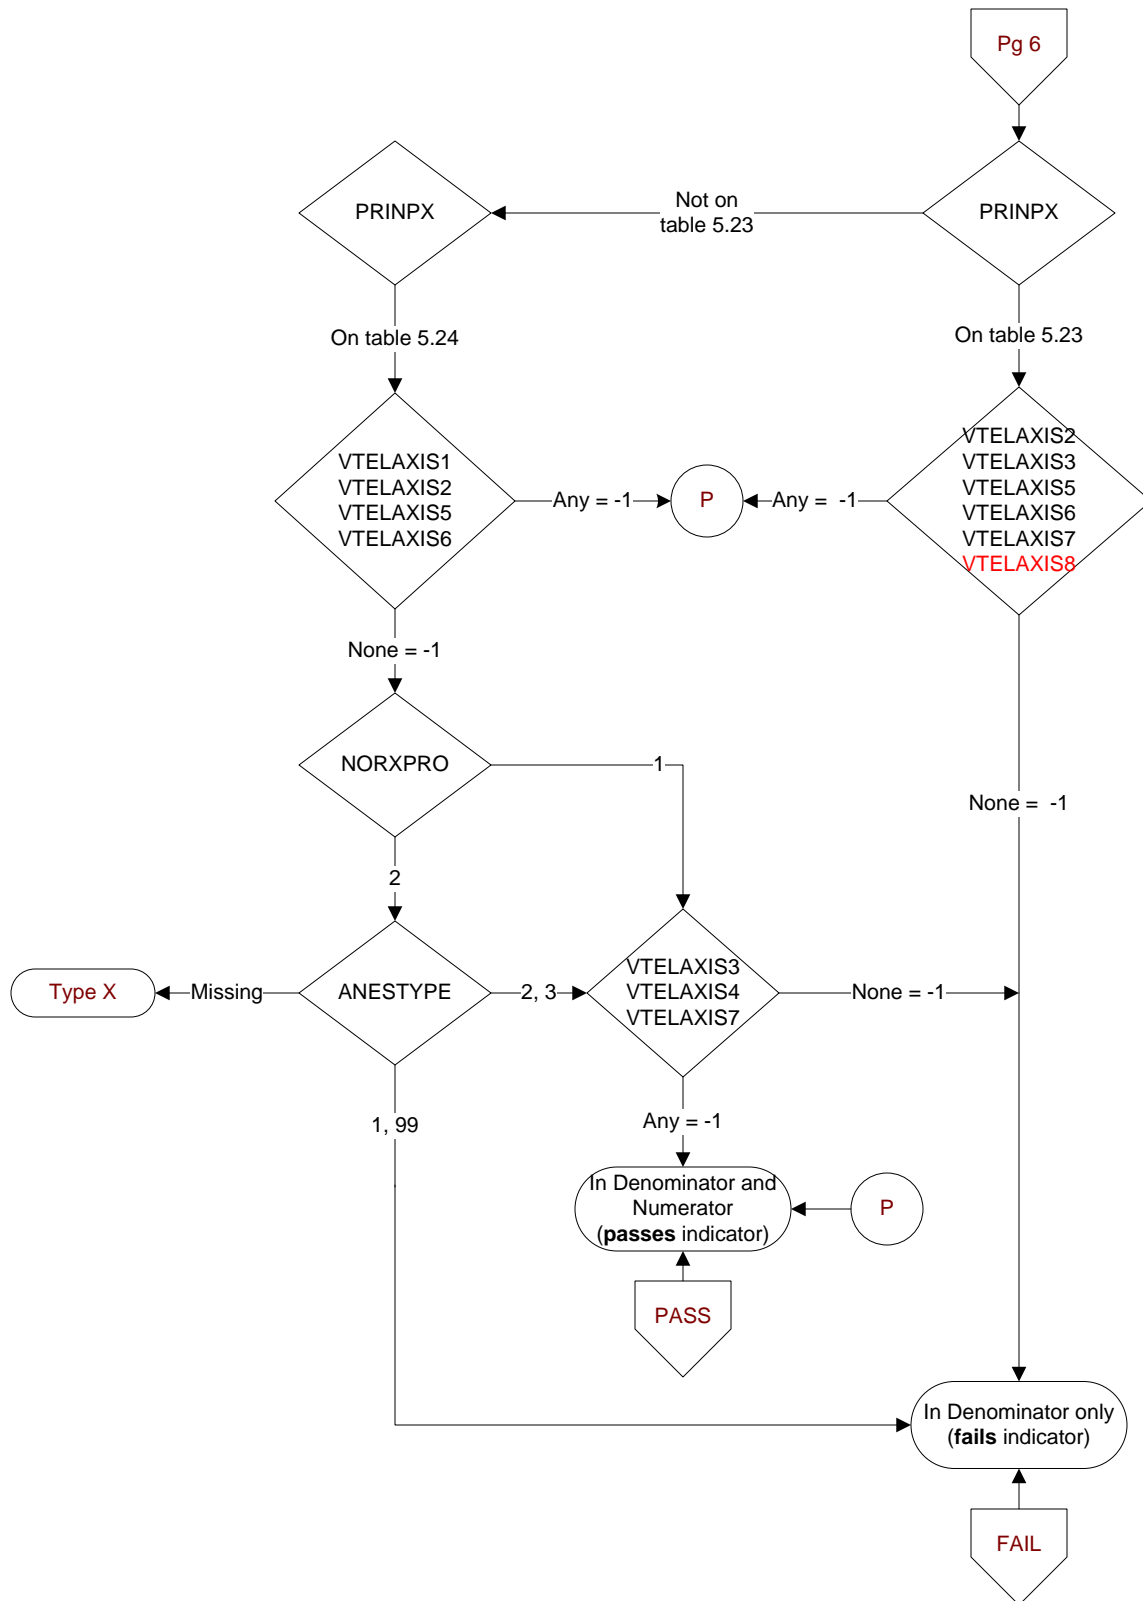 Pg 6
PRINPX
Not on
table 5.23
PRINPX
On table 5.24
On table 5.23
VTELAXIS1
VTELAXIS2
VTELAXIS5
VTELAXIS6
Any = -1
P
Any =  -1
VTELAXIS2
VTELAXIS3
VTELAXIS5
VTELAXIS6
VTELAXIS7
VTELAXIS8
None = -1
NORXPRO
1
None =  -1
2
Type X
Missing
ANESTYPE
2, 3
VTELAXIS3
VTELAXIS4
VTELAXIS7
None = -1
1, 99
Any = -1
In Denominator and
Numerator
(passes indicator)
P
PASS
In Denominator only
(fails indicator)
FAIL